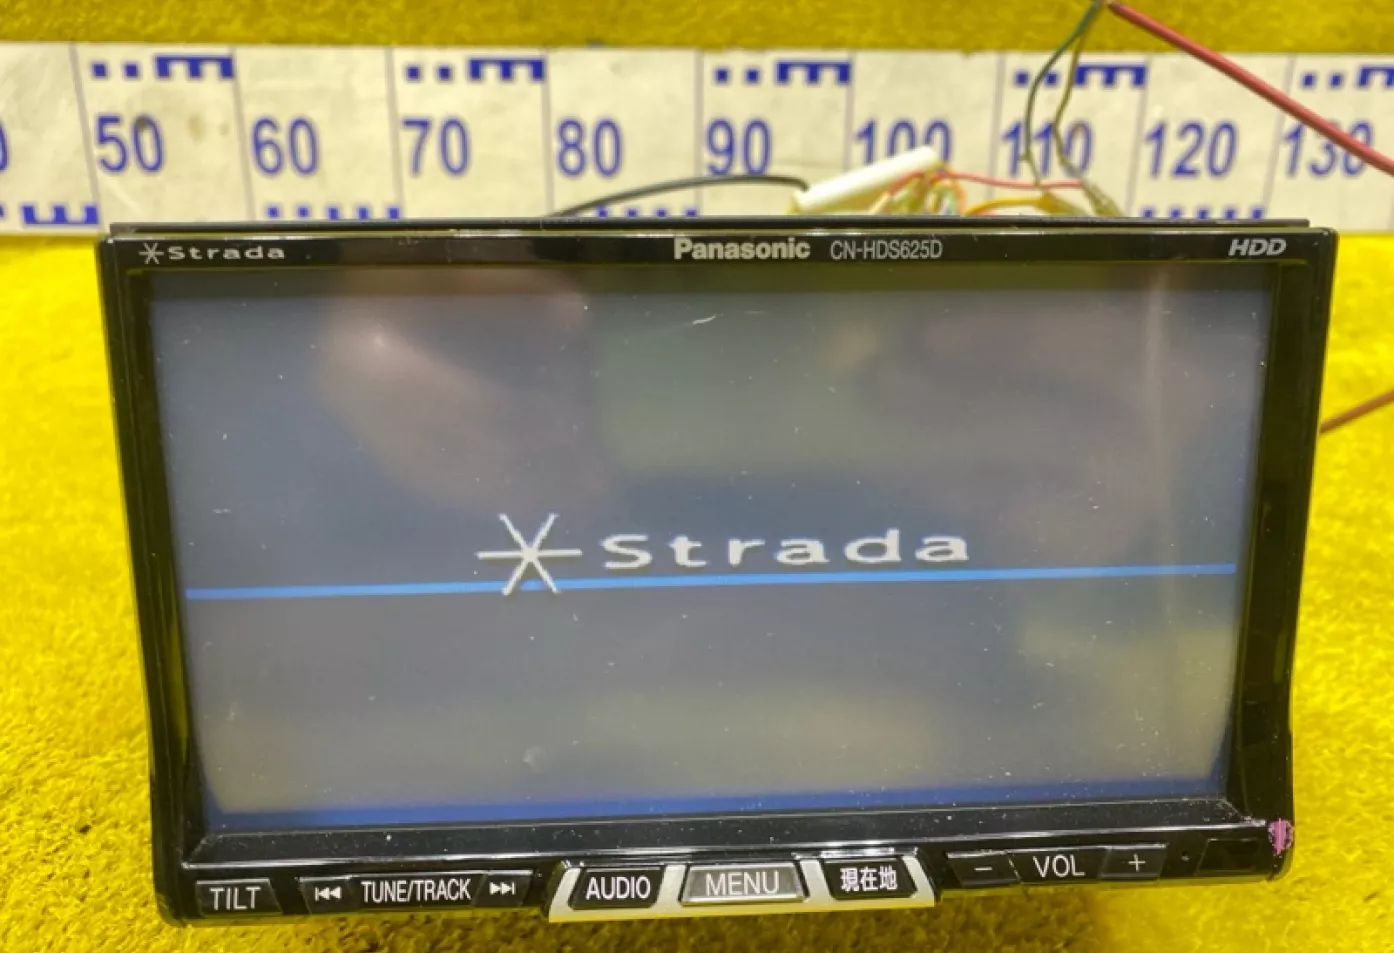 50 60 70 80 90 100 110 120 130
Strada Panasonic CN-HDS625D HDD
Strada
TILT TUNE/TRACK AUDIO MENU 現在地 − VOL +